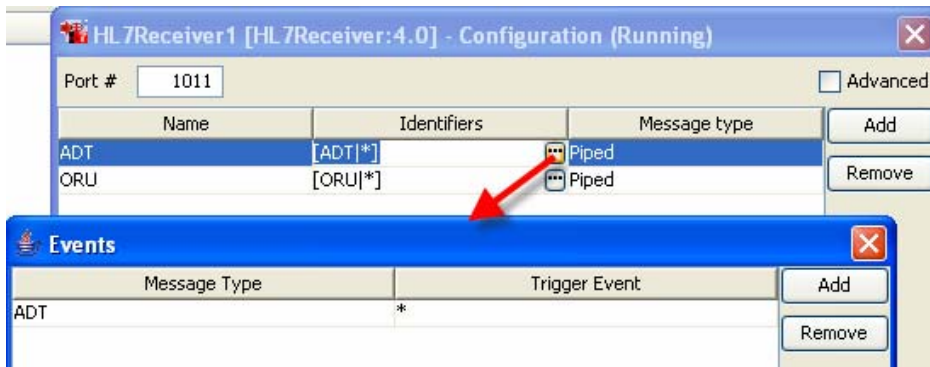 HL7Receiver1 [HL7Receiver:4.0] - Configuration (Running)
Port # 1011 Advanced
Name Identifiers Message type Add
ADT [ADT|*] Piped
ORU [ORU|*] Piped Remove
Events
Message Type Trigger Event Add
ADT * Remove